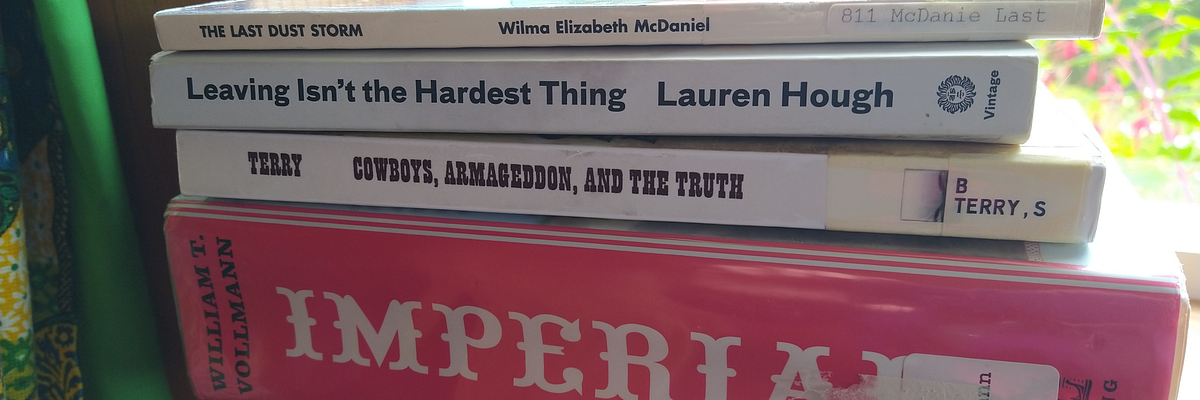 THE LAST DUST STORM Wilma Elizabeth McDaniel 811 McDanie Last
Leaving Isn't the Hardest Thing Lauren Hough Vintage
TERRY COWBOYS, ARMAGEDDON, AND THE TRUTH
B
TERRY, S
WILLIAM T.
VOLLMANN
IMPERIAL